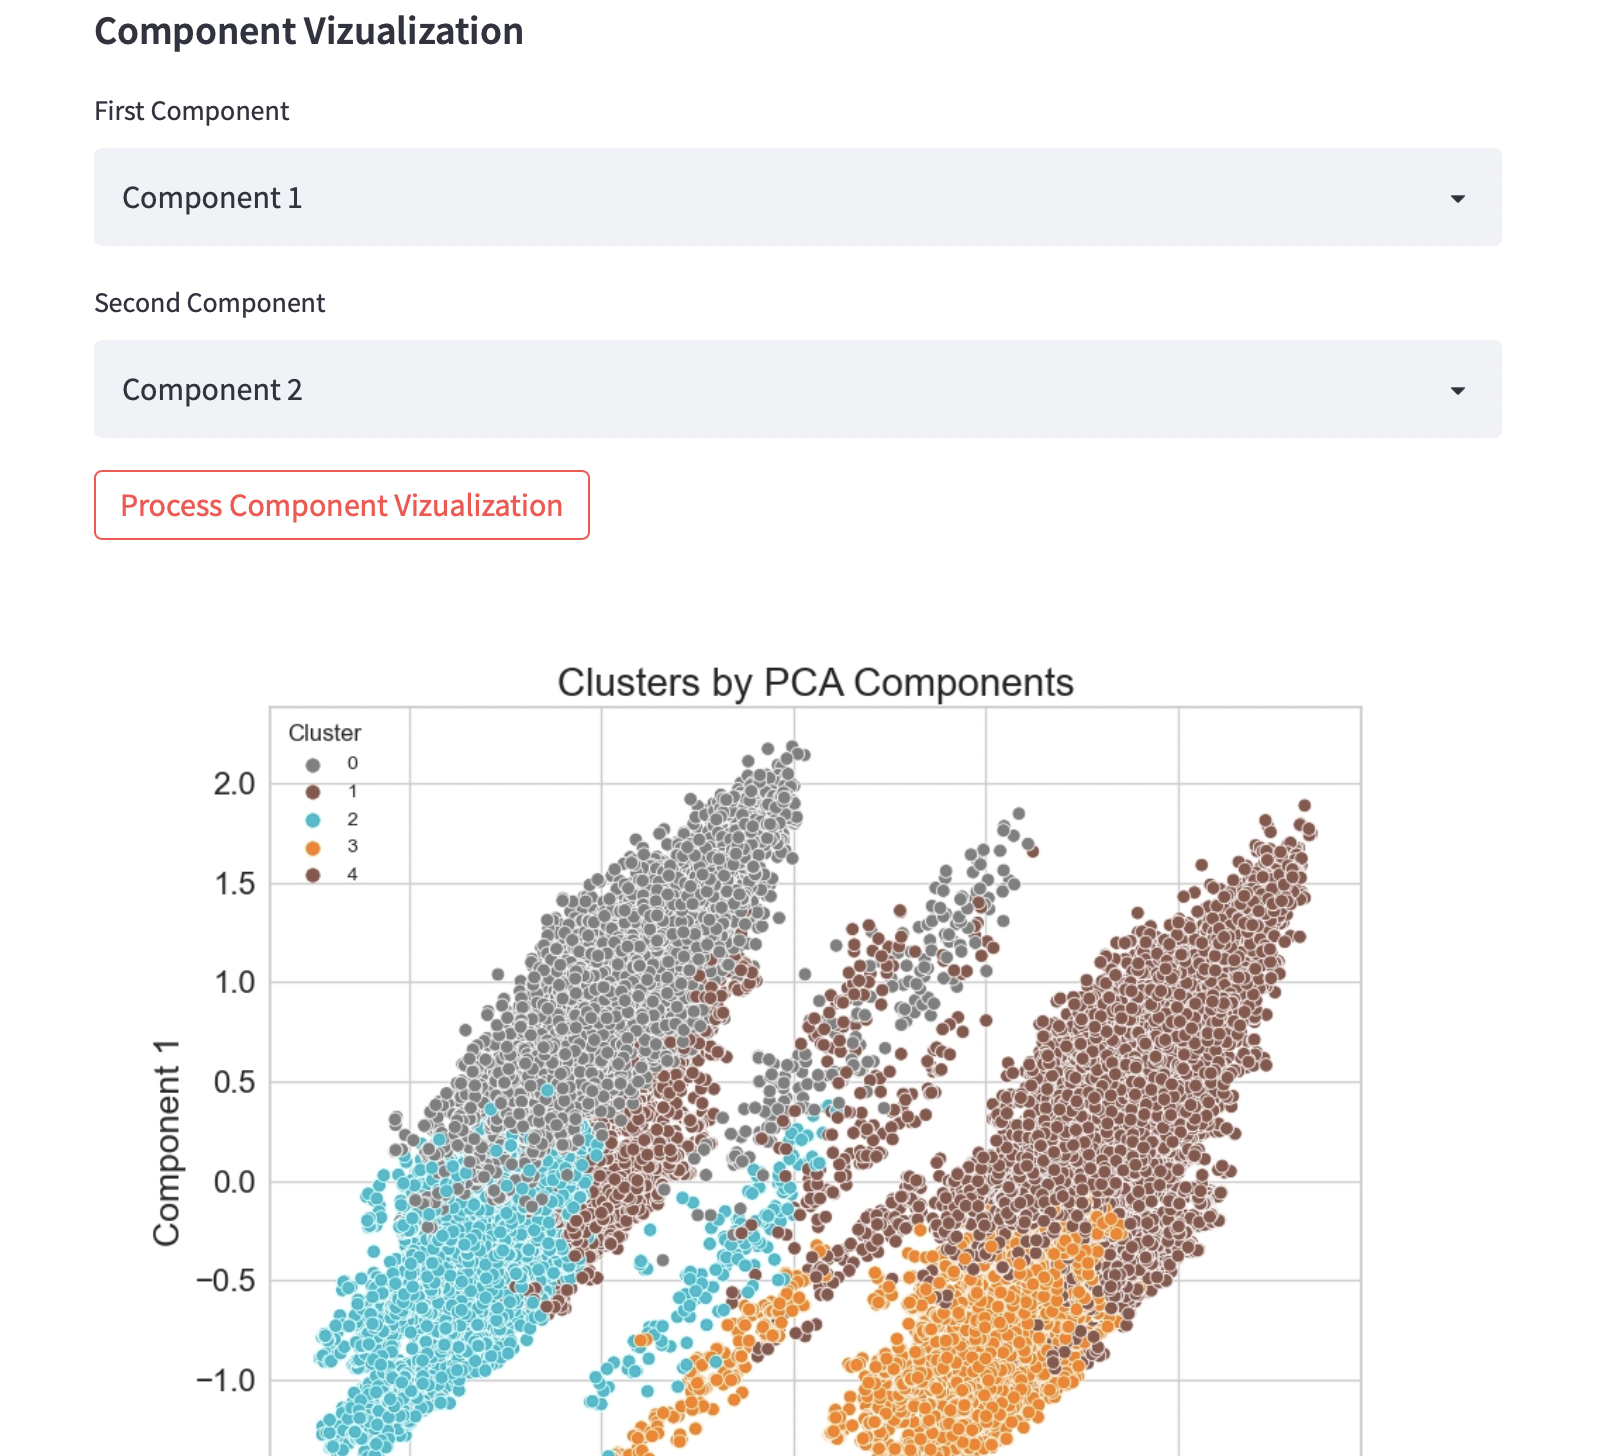 Component Vizualization
First Component
Component 1
Second Component
Component 2
Process Component Vizualization
Clusters by PCA Components
Cluster
0
1
2
3
4
2.0
1.5
1.0
0.5
0.0
−0.5
−1.0
Component 1